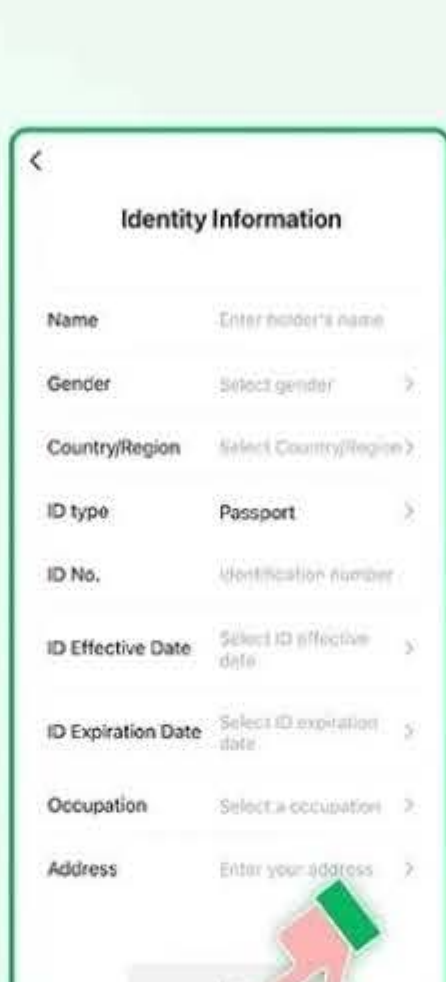 Identity Information
Name Enter holder's name
Gender Select gender
Country/Region Select Country/Region
ID type Passport
ID No. Identification number
ID Effective Date Select ID effective
date
ID Expiration Date Select ID expiration
date
Occupation Select a occupation
Address Enter your address